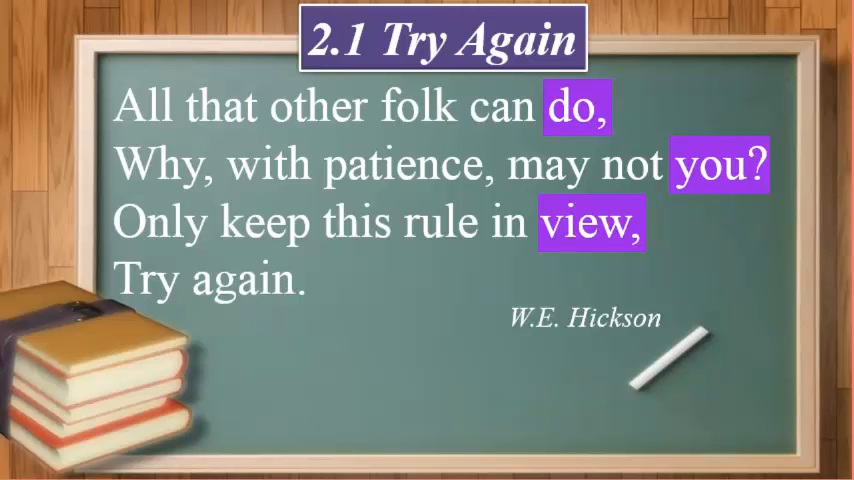 2.1 Try Again
All that other folk can do,
Why, with patience, may not you?
Only keep this rule in view,
Try again.
W.E. Hickson